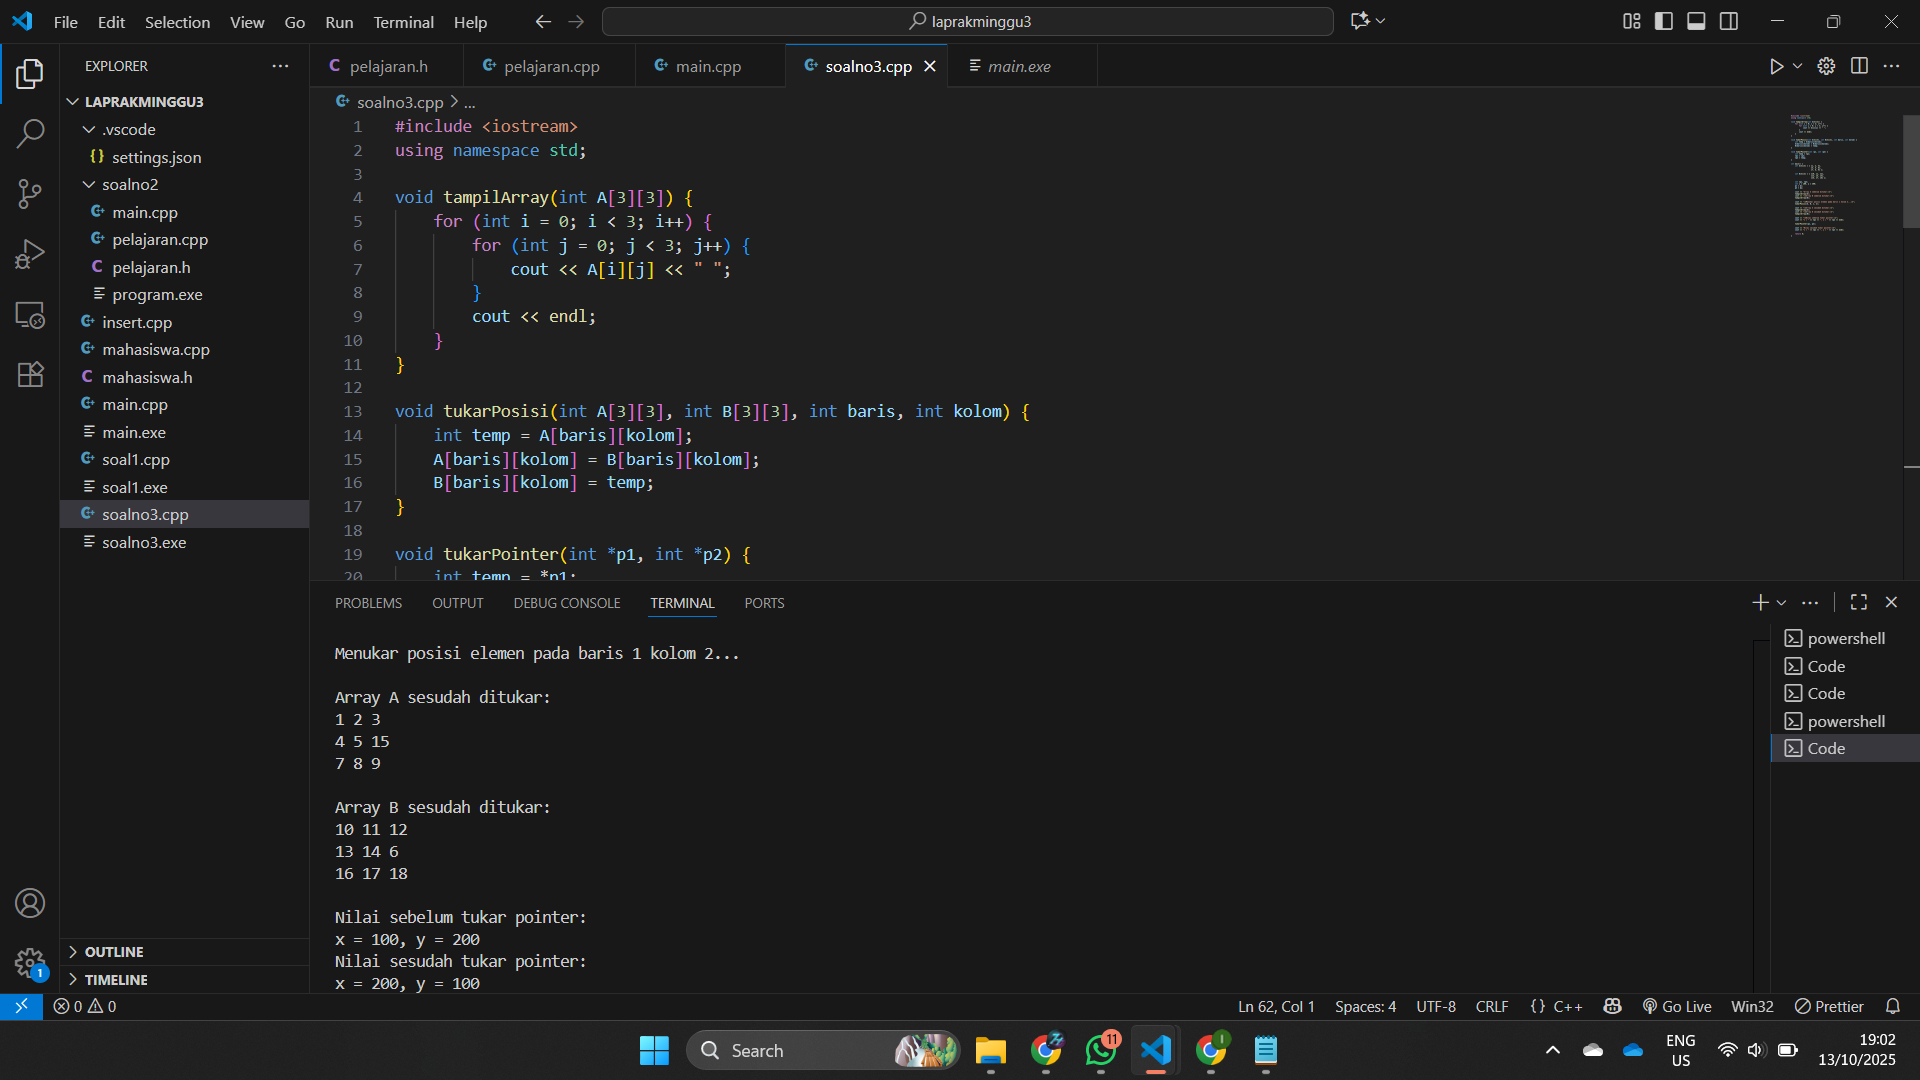 File Edit Selection View Go Run Terminal Help
laprakminggu3
EXPLORER
LAPRAKMINGGU3
.vscode
{} settings.json
soalno2
main.cpp
pelajaran.cpp
C pelajaran.h
program.exe
insert.cpp
mahasiswa.cpp
C mahasiswa.h
main.cpp
main.exe
soal1.cpp
soal1.exe
soalno3.cpp
soalno3.exe
OUTLINE
TIMELINE
C pelajaran.h
pelajaran.cpp
main.cpp
soalno3.cpp
main.exe
soalno3.cpp > ...
1 #include <iostream>
2 using namespace std;
3
4 void tampilArray(int A[3][3]) {
5 for (int i = 0; i < 3; i++) {
6 for (int j = 0; j < 3; j++) {
7 cout << A[i][j] << " ";
8 }
9 cout << endl;
10 }
11 }
12
13 void tukarPosisi(int A[3][3], int B[3][3], int baris, int kolom) {
14 int temp = A[baris][kolom];
15 A[baris][kolom] = B[baris][kolom];
16 B[baris][kolom] = temp;
17 }
18
19 void tukarPointer(int *p1, int *p2) {
20 int temp = *p1;
PROBLEMS OUTPUT DEBUG CONSOLE TERMINAL PORTS
Menukar posisi elemen pada baris 1 kolom 2...
Array A sesudah ditukar:
1 2 3
4 5 15
7 8 9
Array B sesudah ditukar:
10 11 12
13 14 6
16 17 18
Nilai sebelum tukar pointer:
x = 100, y = 200
Nilai sesudah tukar pointer:
x = 200, y = 100
powershell
Code
Code
powershell
Code
1
0 0
Ln 62, Col 1 Spaces: 4 UTF-8 CRLF {} C++ Go Live Win32 Prettier
Search
11
ENG
US
19:02
13/10/2025